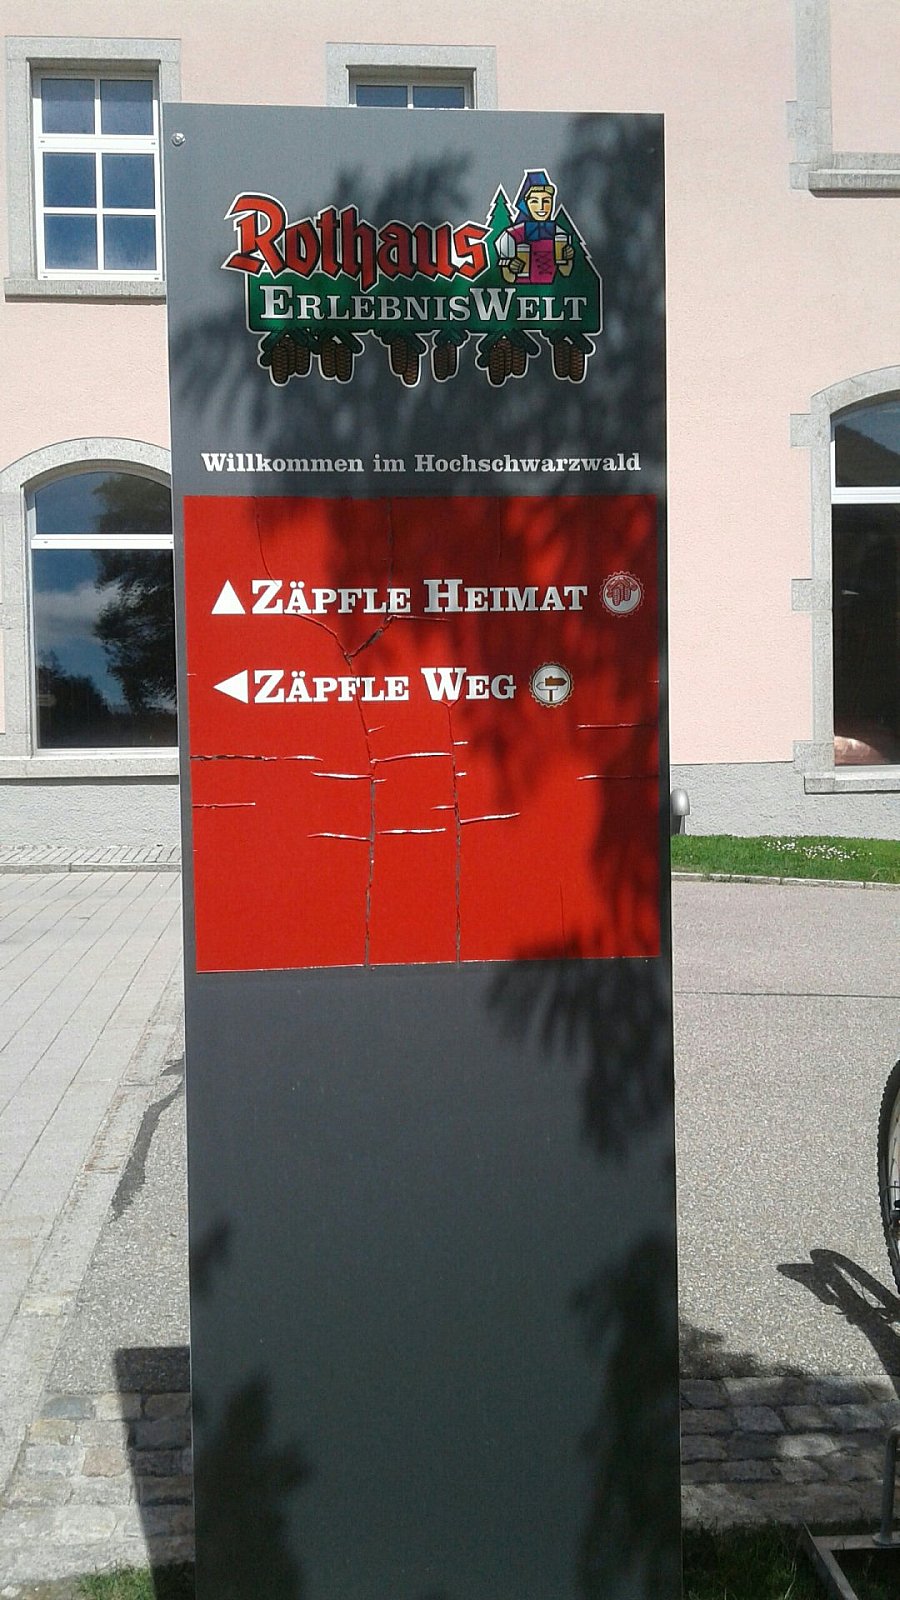 Rothaus
ErlebnisWelt
Willkommen im Hochschwarzwald
Zäpfle Heimat
Zäpfle Weg